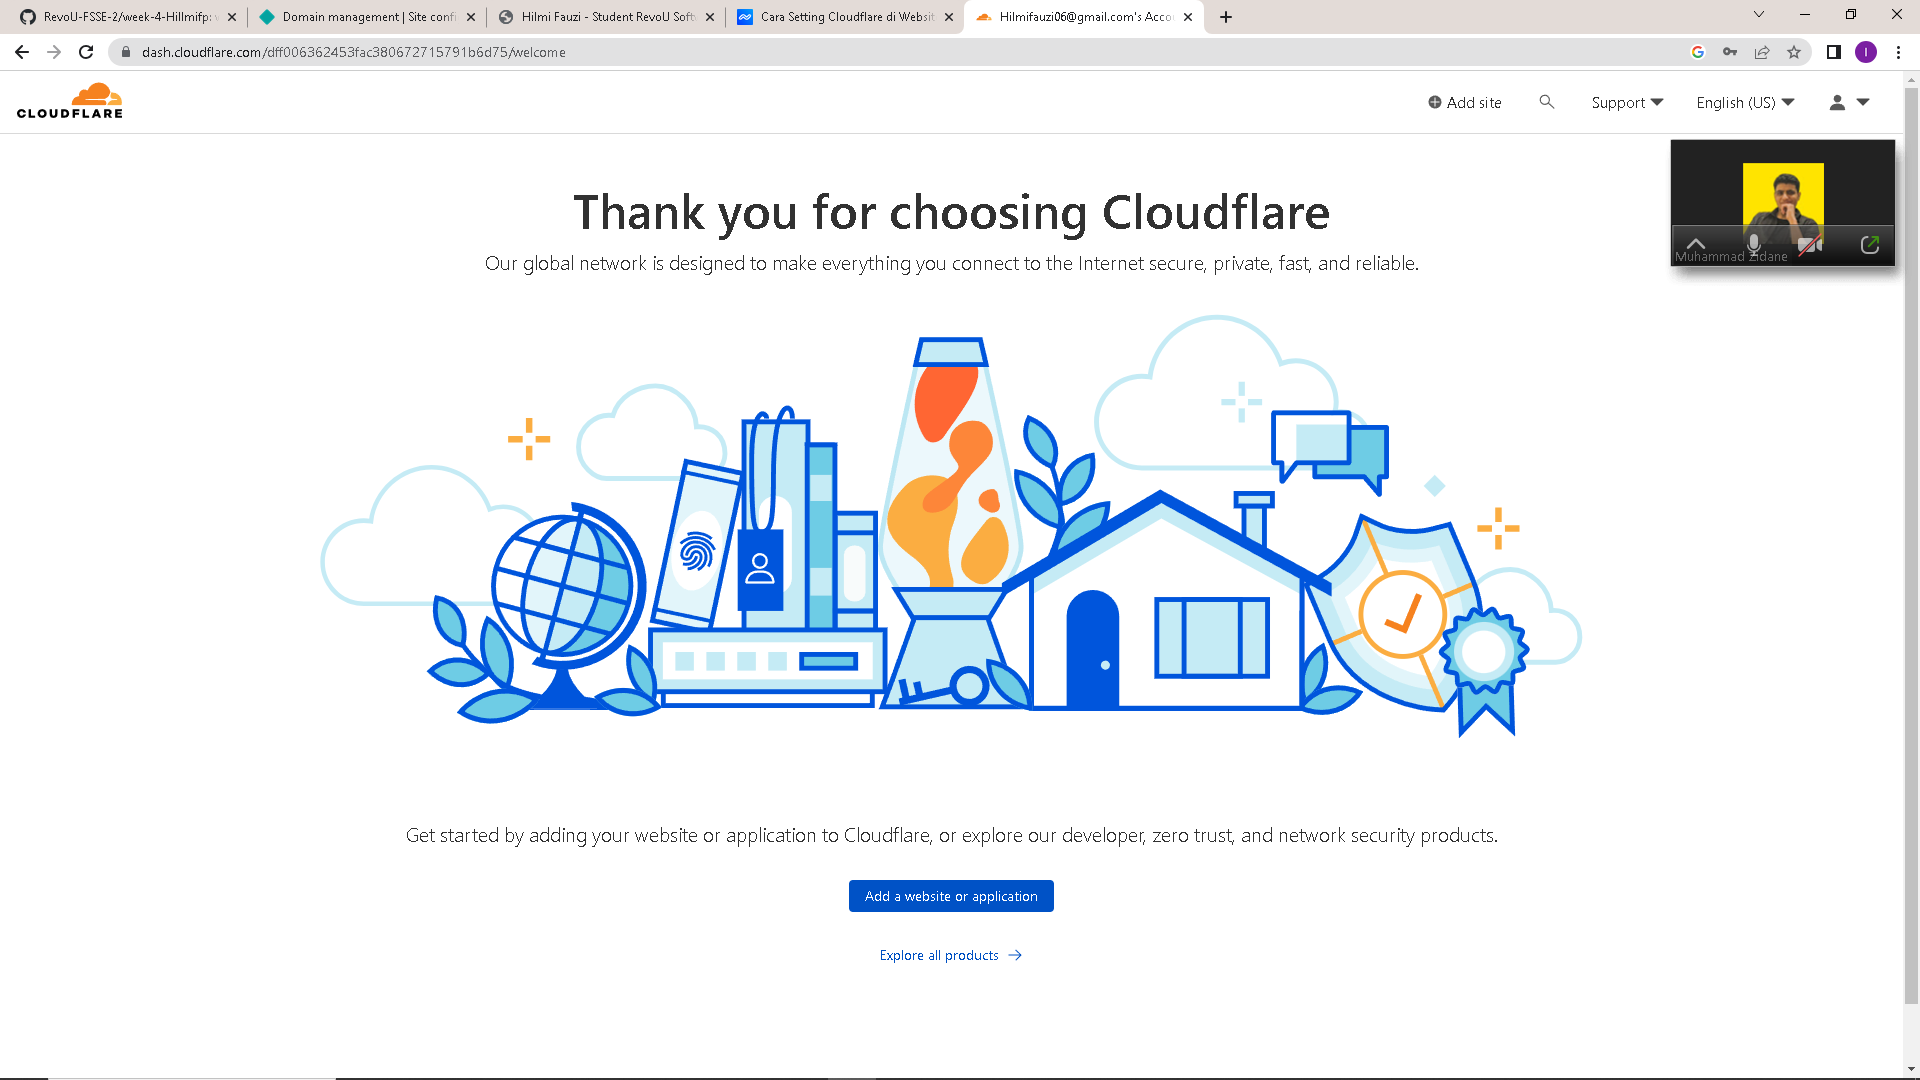 RevoU-FSSE-2/week-4-Hillmifp:
Domain management | Site confi
Hilmi Fauzi - Student RevoU Soft
Cara Setting Cloudflare di Websit
Hilmifauzi06@gmail.com's Accou
dash.cloudflare.com/dff006362453fac380672715791b6d75/welcome
I
CLOUDFLARE
Add site
Support
English (US)
Muhammad Zidane
Thank you for choosing Cloudflare
Our global network is designed to make everything you connect to the Internet secure, private, fast, and reliable.
Get started by adding your website or application to Cloudflare, or explore our developer, zero trust, and network security products.
Add a website or application
Explore all products